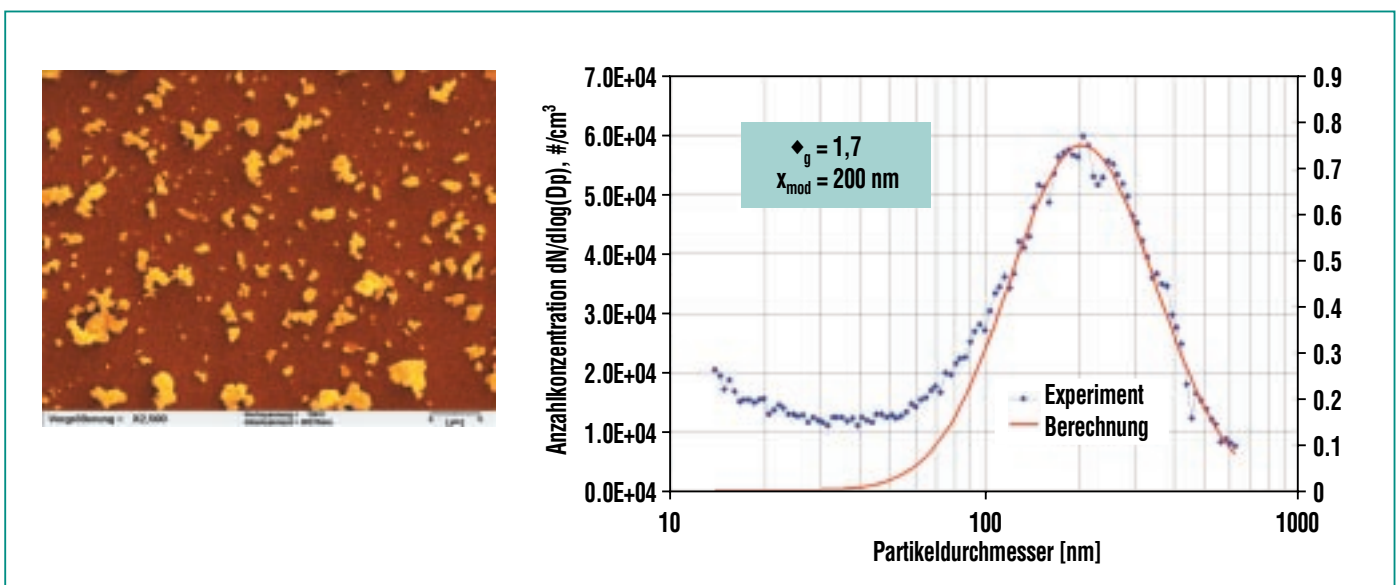 Vergrößerung = X2,500
7.0E+04
6.0E+04
5.0E+04
4.0E+04
3.0E+04
2.0E+04
1.0E+04
0.0E+04
Anzahlkonzentration dN/dlog(Dp), #/cm³
♦g = 1,7
xmod = 200 nm
Experiment
Berechnung
0.9
0.8
0.7
0.6
0.5
0.4
0.3
0.2
0.1
0
10
100
1000
Partikeldurchmesser [nm]